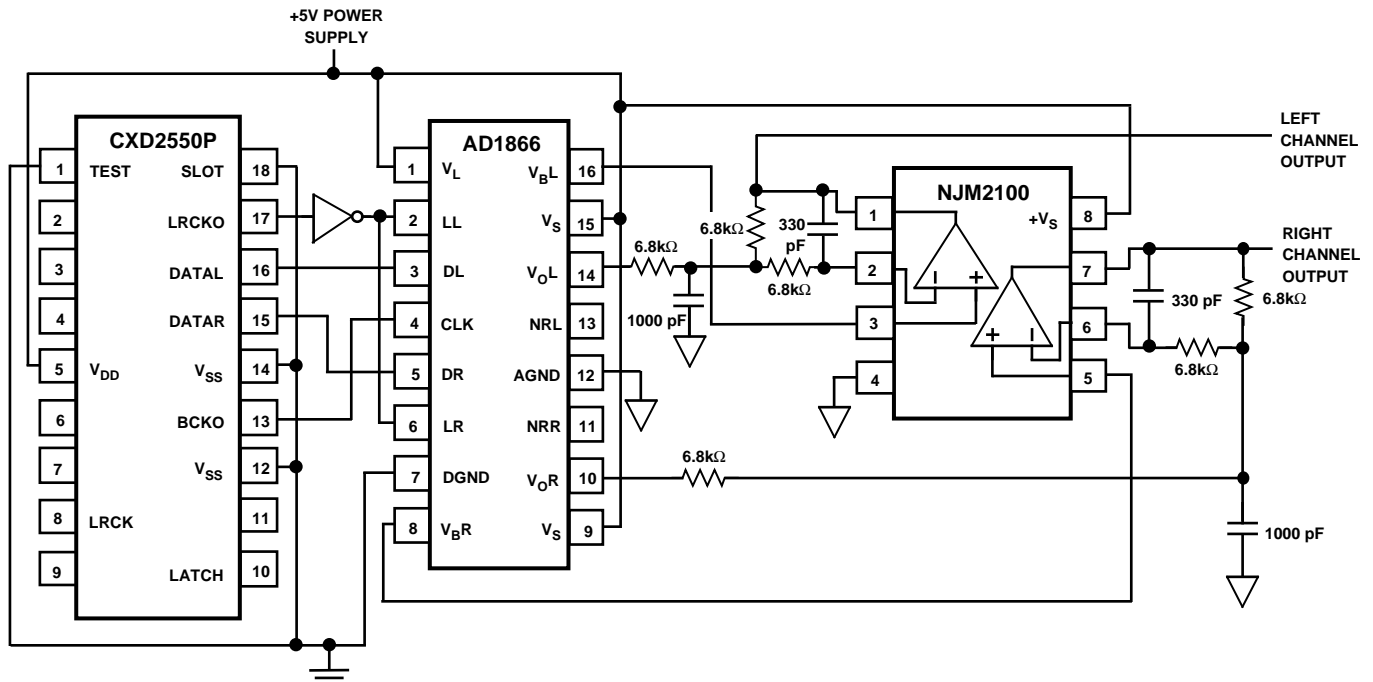 +5V POWER
SUPPLY
CXD2550P
1 TEST
2
3
4
5 VDD
6
7
8 LRCK
9
SLOT 18
LRCKO 17
DATAL 16
DATAR 15
VSS 14
BCKO 13
VSS 12
11
LATCH 10
AD1866
1 VL
2 LL
3 DL
4 CLK
5 DR
6 LR
7 DGND
8 VBR
VBL 16
VS 15
VOL 14
NRL 13
AGND 12
NRR 11
VOR 10
VS 9
6.8kΩ
1000 pF
6.8kΩ
330
pF
6.8kΩ
6.8kΩ
NJM2100
1
2
3
4
+VS 8
7
6
5
LEFT
CHANNEL
OUTPUT
RIGHT
CHANNEL
OUTPUT
330 pF
6.8kΩ
6.8kΩ
1000 pF